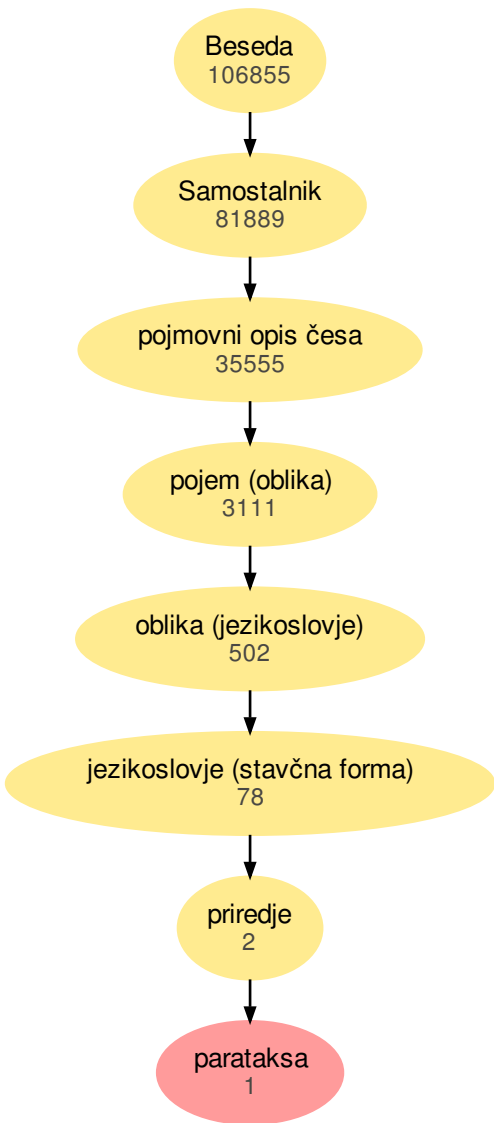 Beseda
106855
Samostalnik
81889
pojmovni opis česa
35555
pojem (oblika)
3111
oblika (jezikoslovje)
502
jezikoslovje (stavčna forma)
78
priredje
2
parataksa
1